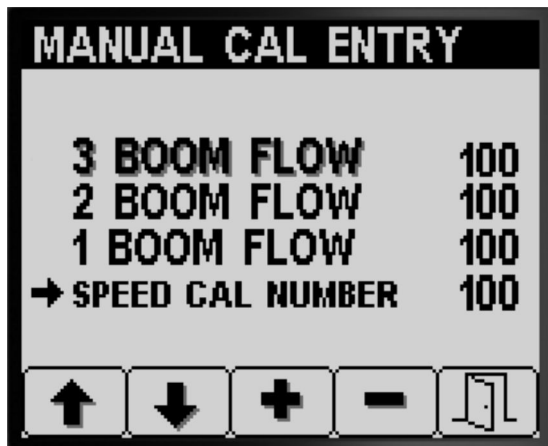 MANUAL CAL ENTRY
3 BOOM FLOW 100
2 BOOM FLOW 100
1 BOOM FLOW 100
SPEED CAL NUMBER 100